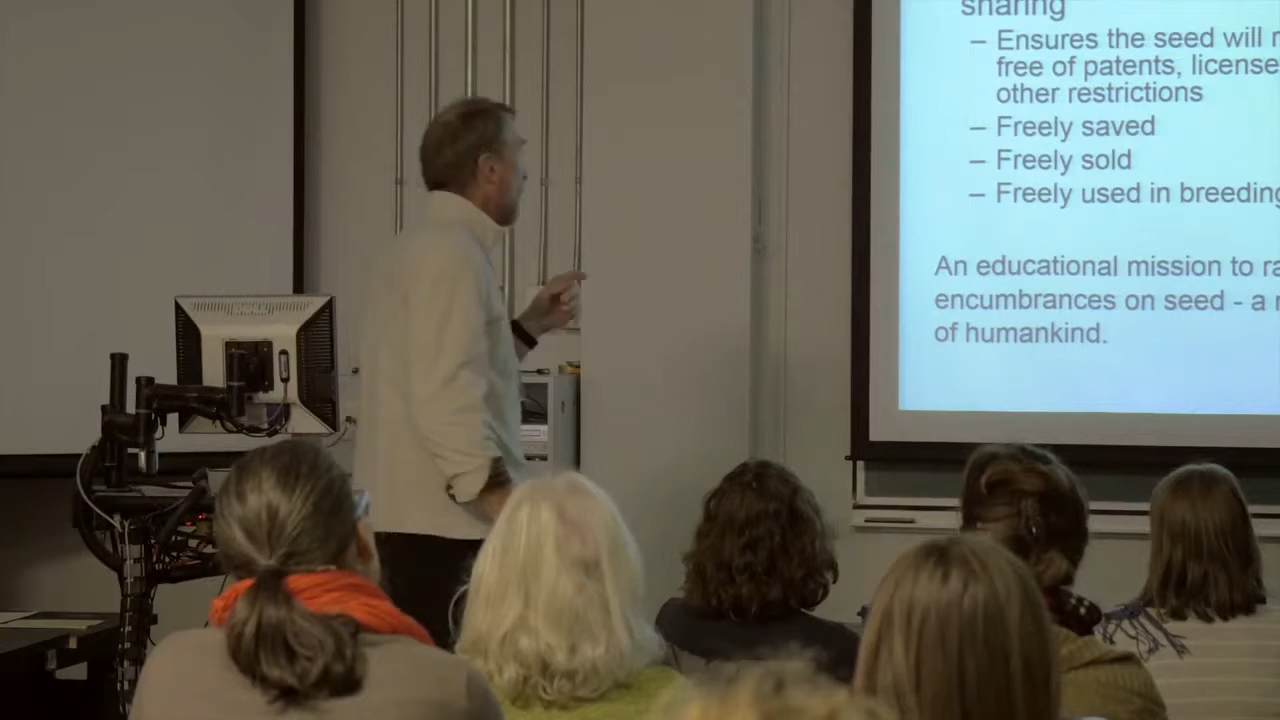 sharing
– Ensures the seed will
free of patents, license
other restrictions
– Freely saved
– Freely sold
– Freely used in breeding
An educational mission to
encumbrances on seed - a
of humankind.